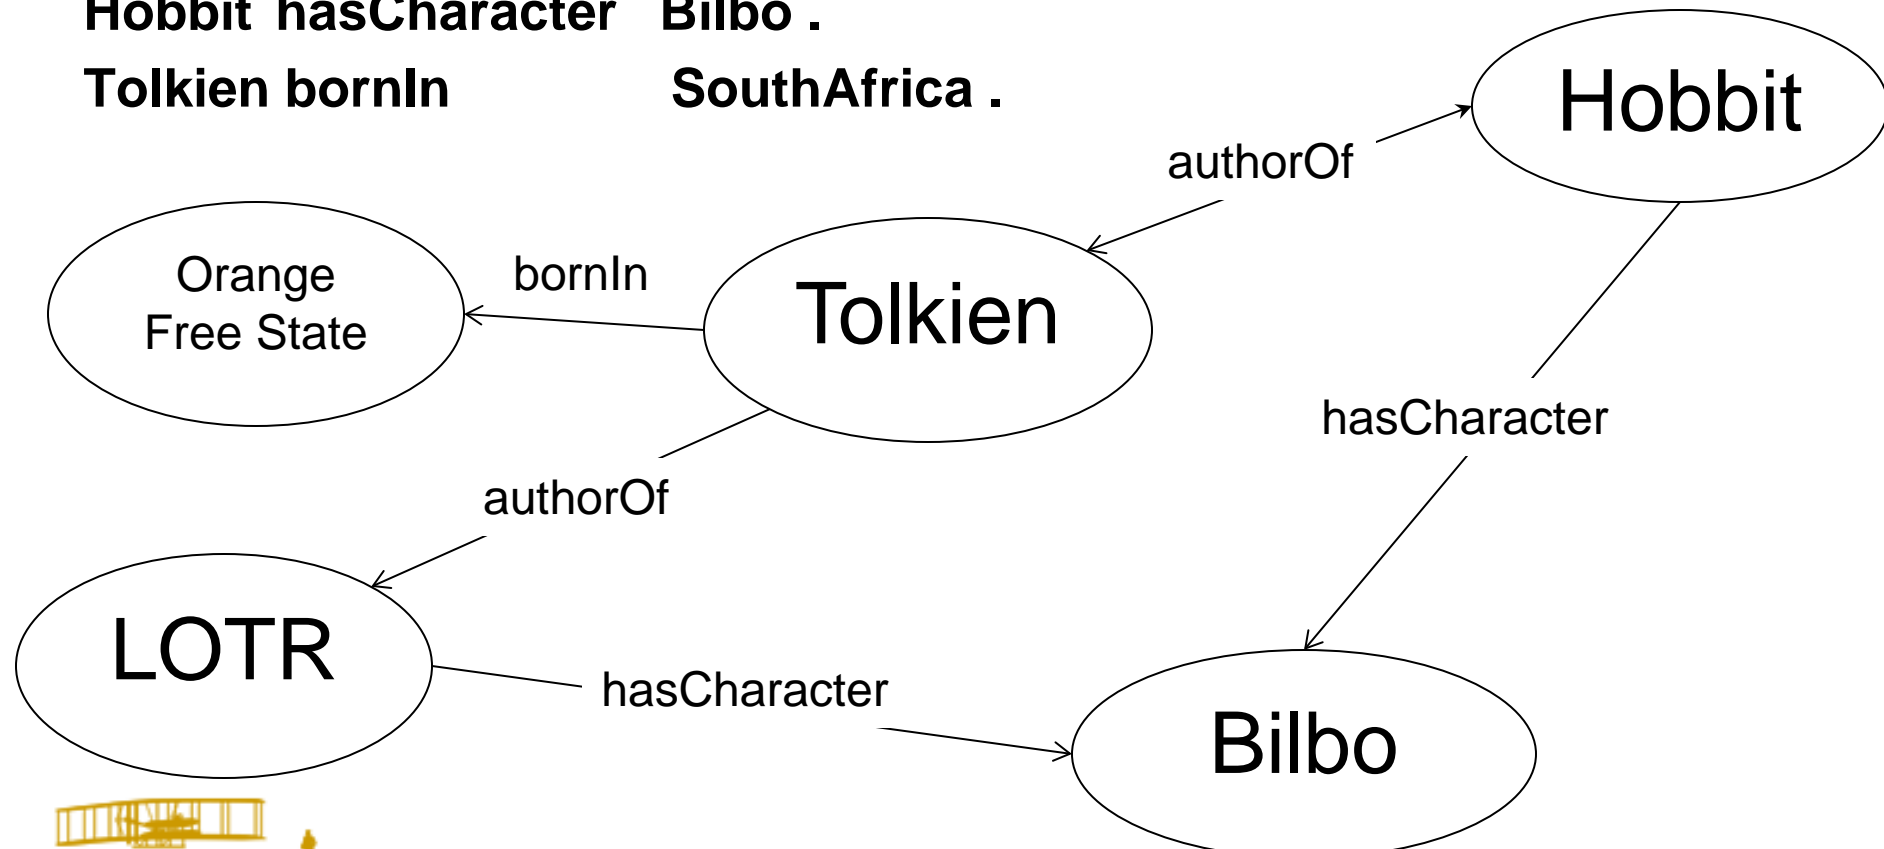 Hobbit hasCharacter Bilbo .
Tolkien bornIn SouthAfrica .
Hobbit
authorOf
Orange
Free State
bornIn
Tolkien
hasCharacter
authorOf
LOTR
hasCharacter
Bilbo